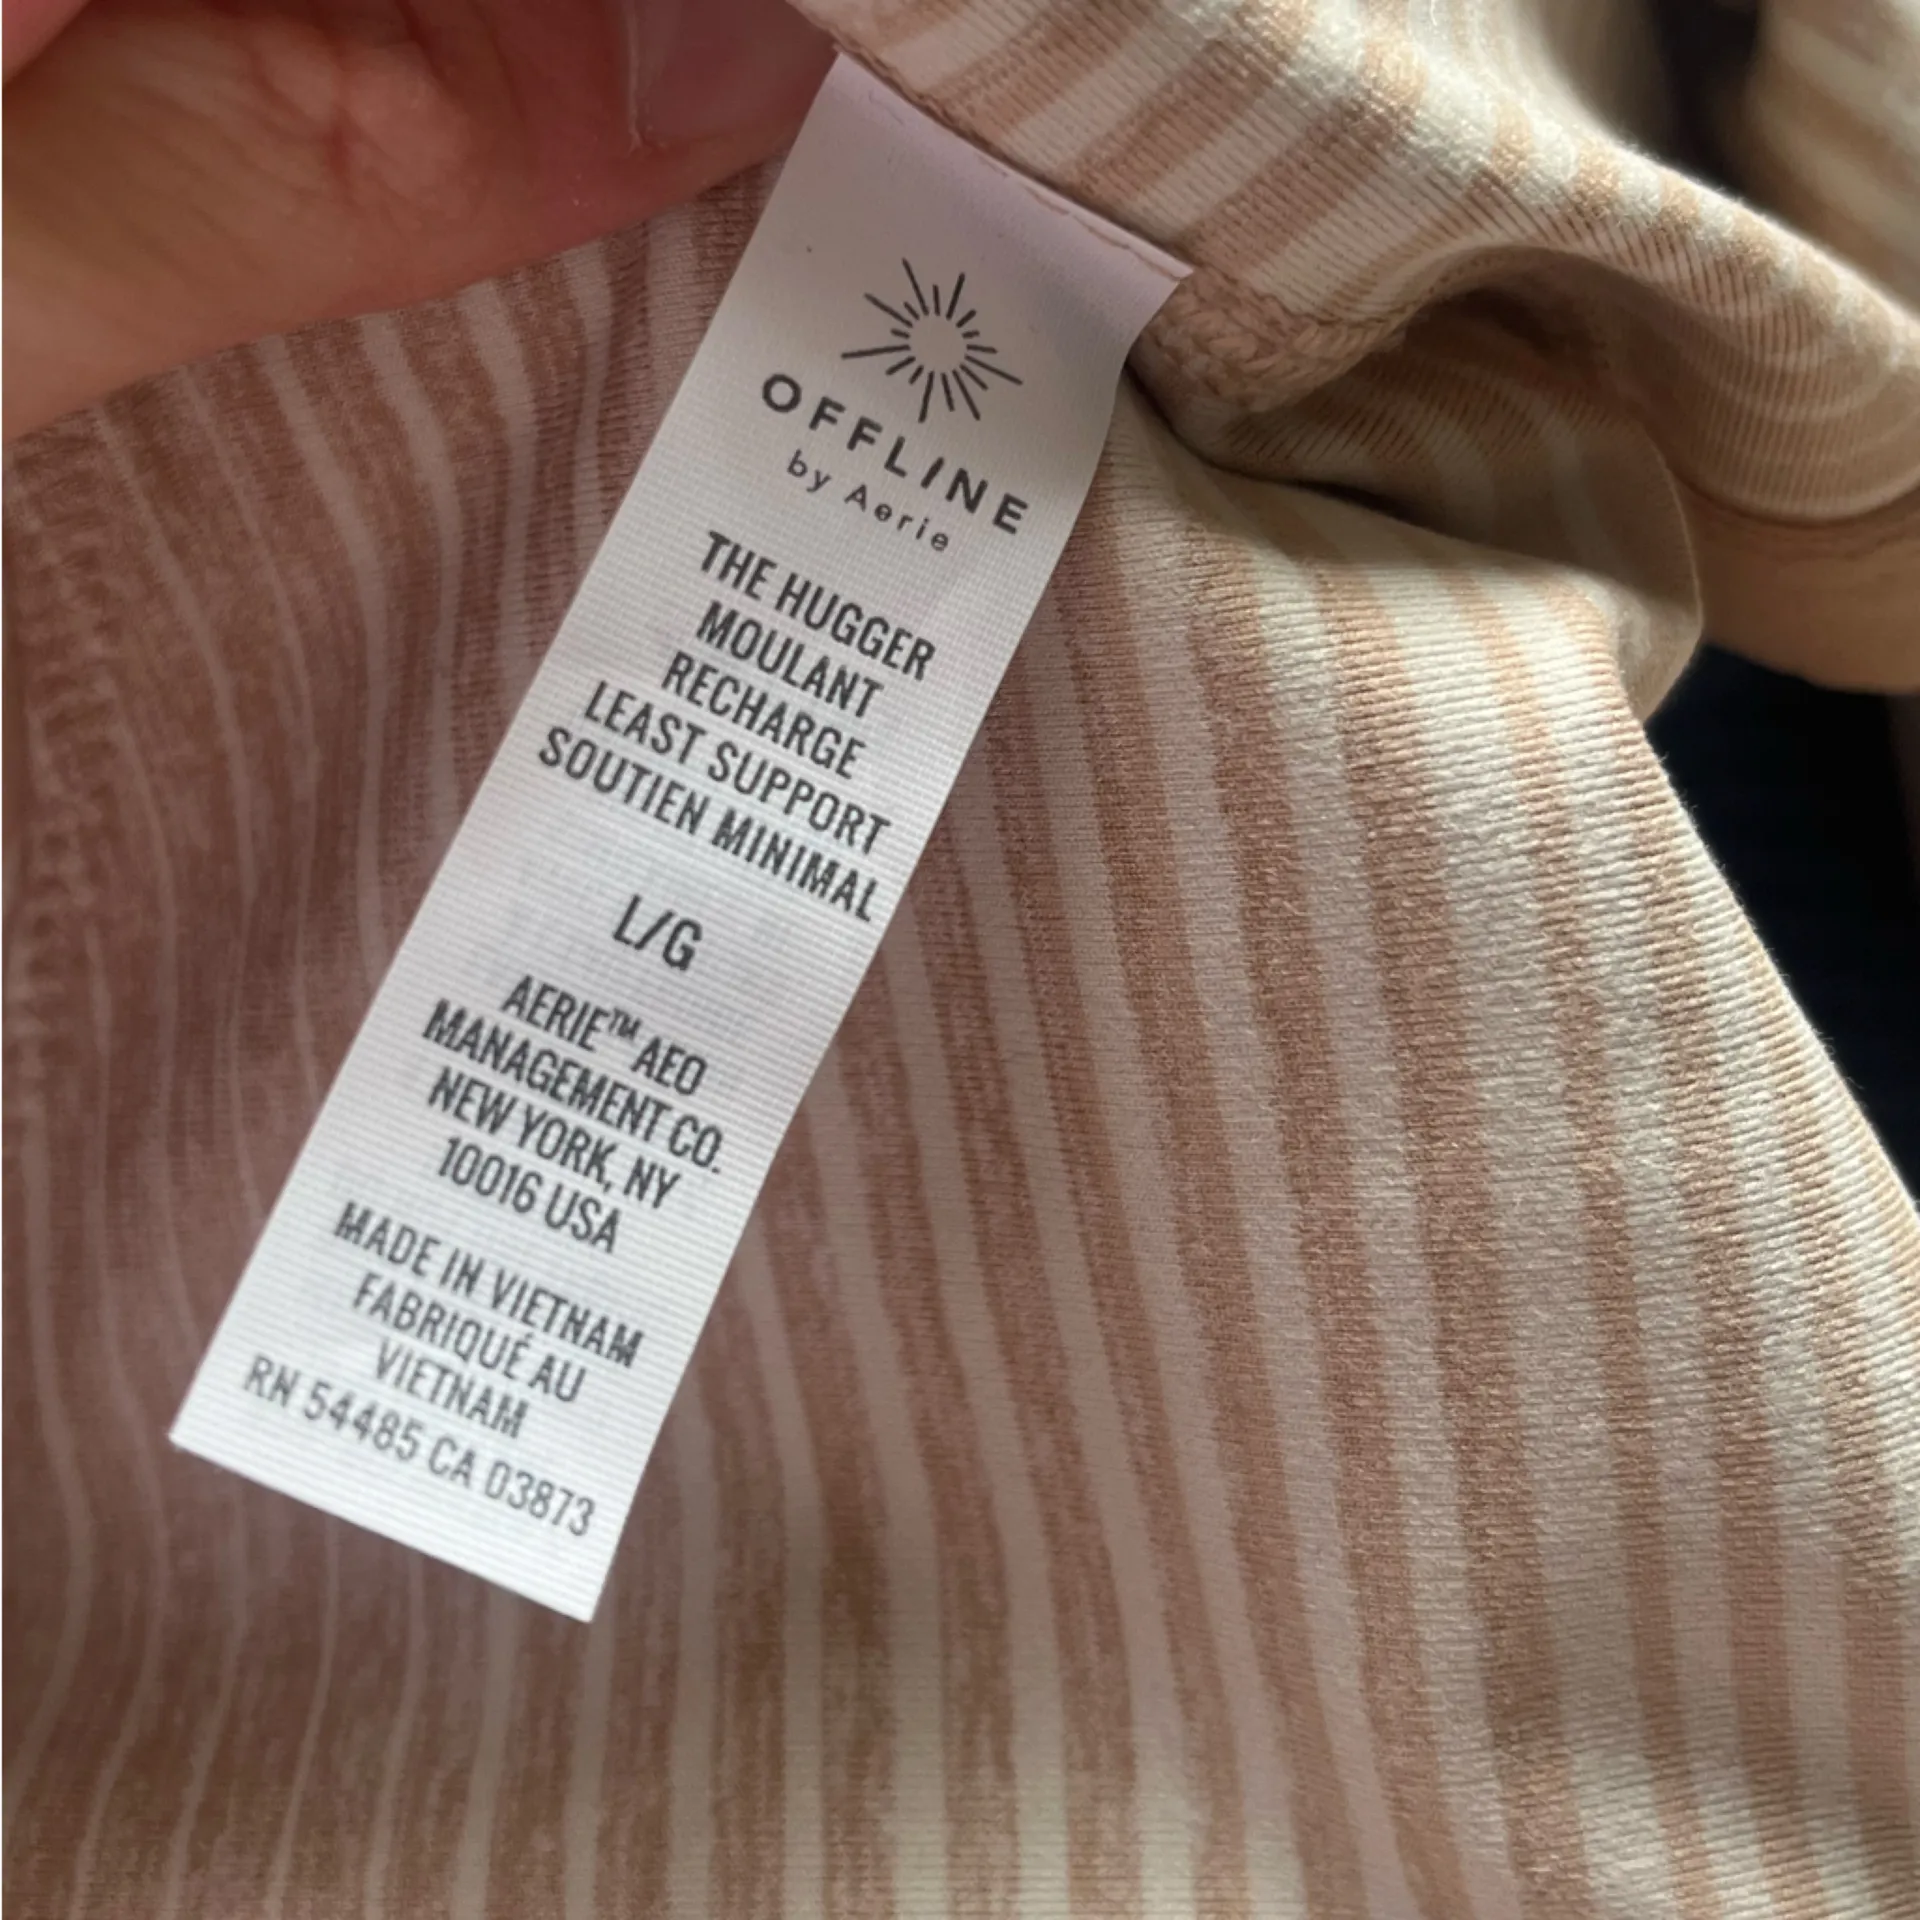 OFFLINE
by Aerie
THE HUGGER
MOULANT
RECHARGE
LEAST SUPPORT
SOUTIEN MINIMAL
L/G
AERIE™ AEO
MANAGEMENT CO.
NEW YORK, NY
10016 USA
MADE IN VIETNAM
FABRIQUÉ AU
VIETNAM
RN 54485 CA 03873